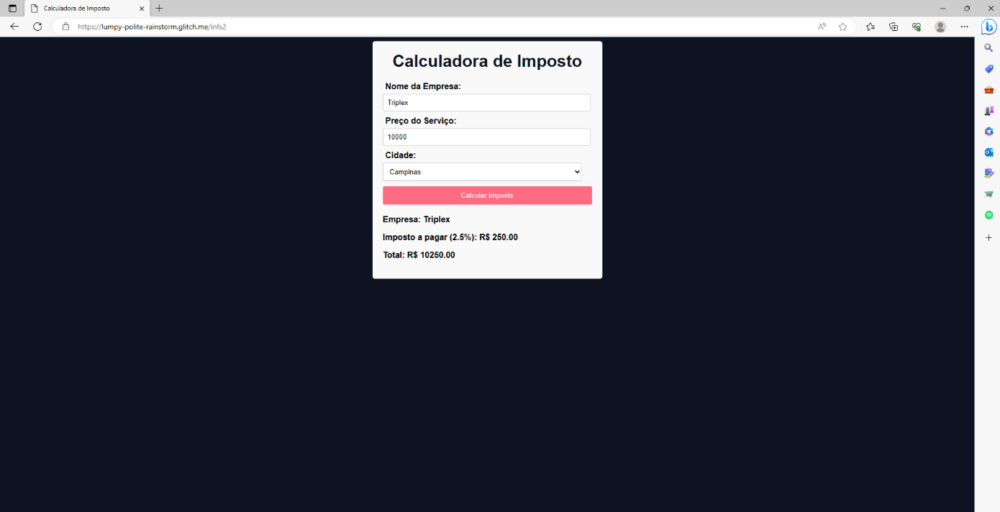 Calculadora de Imposto
https://lumpy-polite-rainstorm.glitch.me/infs2
Calculadora de Imposto
Nome da Empresa:
Triplex
Preço do Serviço:
10000
Cidade:
Campinas
Calcular Imposto
Empresa: Triplex
Imposto a pagar (2.5%): R$ 250.00
Total: R$ 10250.00